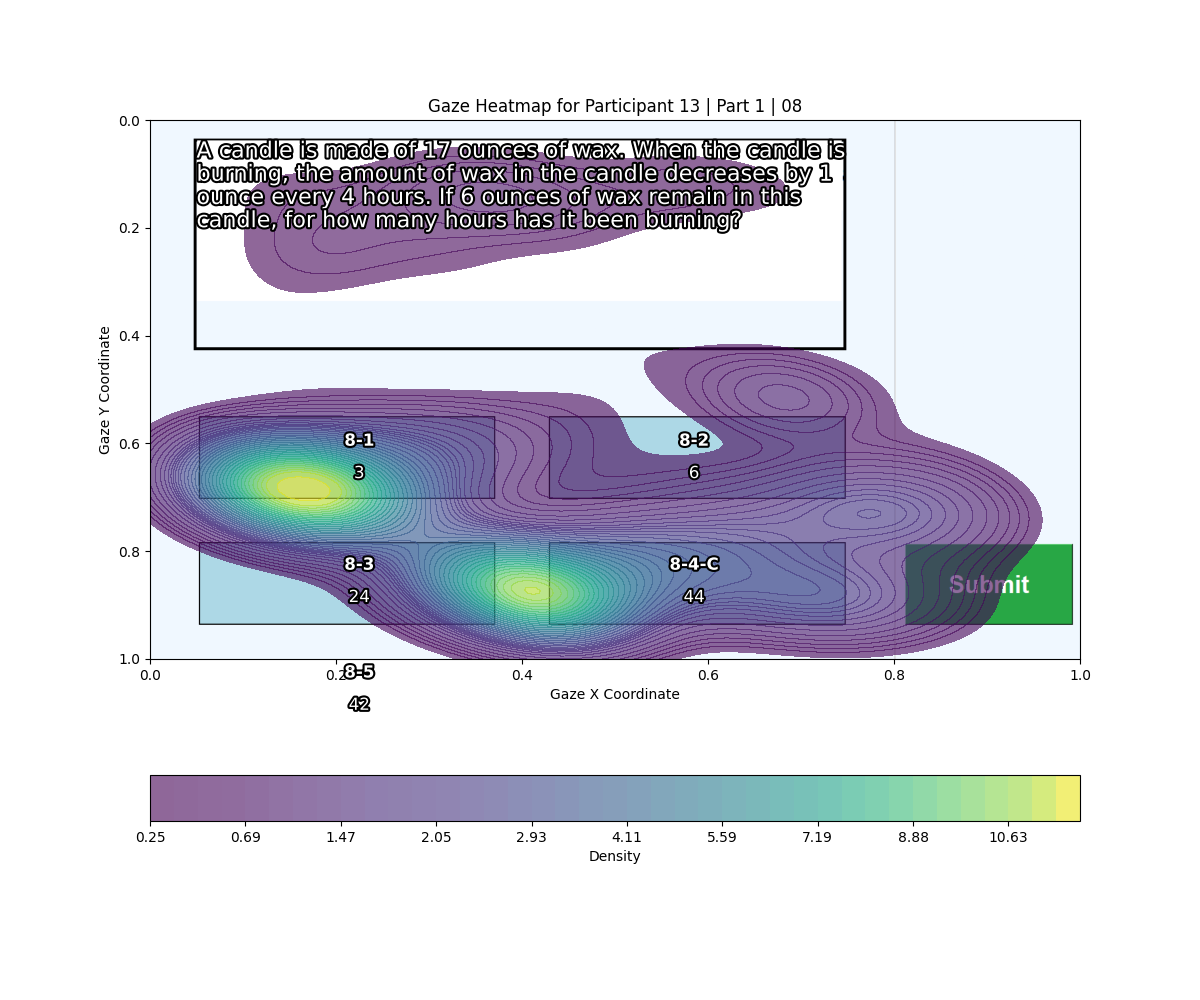 Gaze Heatmap for Participant 13 | Part 1 | 08
0.0
0.2
0.4
0.6
0.8
1.0
Gaze Y Coordinate
A candle is made of 17 ounces of wax. When the candle is
burning, the amount of wax in the candle decreases by 1
ounce every 4 hours. If 6 ounces of wax remain in this
candle, for how many hours has it been burning?
8-1
3
8-2
6
8-3
24
8-4-C
44
Submit
8-5
42
0.0 0.2 0.4 0.6 0.8 1.0
Gaze X Coordinate
0.25 0.69 1.47 2.05 2.93 4.11 5.59 7.19 8.88 10.63
Density